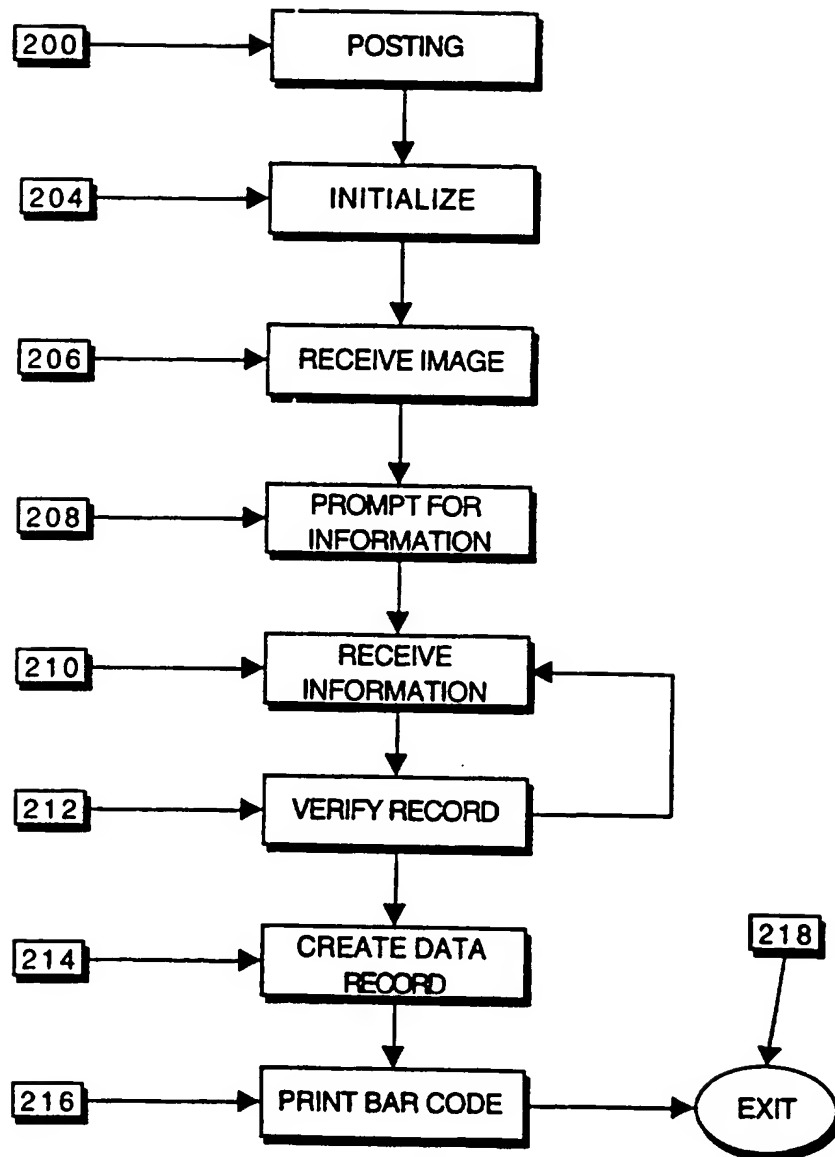 200
POSTING
204
INITIALIZE
206
RECEIVE IMAGE
208
PROMPT FOR
INFORMATION
210
RECEIVE
INFORMATION
212
VERIFY RECORD
214
CREATE DATA
RECORD
218
216
PRINT BAR CODE
EXIT